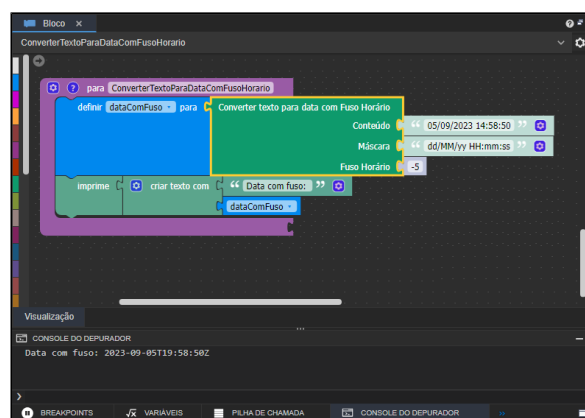 Bloco ×
ConverterTextoParaDataComFusoHorario
? para ConverterTextoParaDataComFusoHorario
definir dataComFuso para Converter texto para data com Fuso Horário
Conteúdo “ 05/09/2023 14:58:50 ”
Máscara “ dd/MM/yy HH:mm:ss ”
Fuso Horário -5
imprime criar texto com “ Data com fuso: ”
dataComFuso
Visualização
CONSOLE DO DEPURADOR
Data com fuso: 2023-09-05T19:58:50Z
BREAKPOINTS VARIÁVEIS PILHA DE CHAMADA CONSOLE DO DEPURADOR